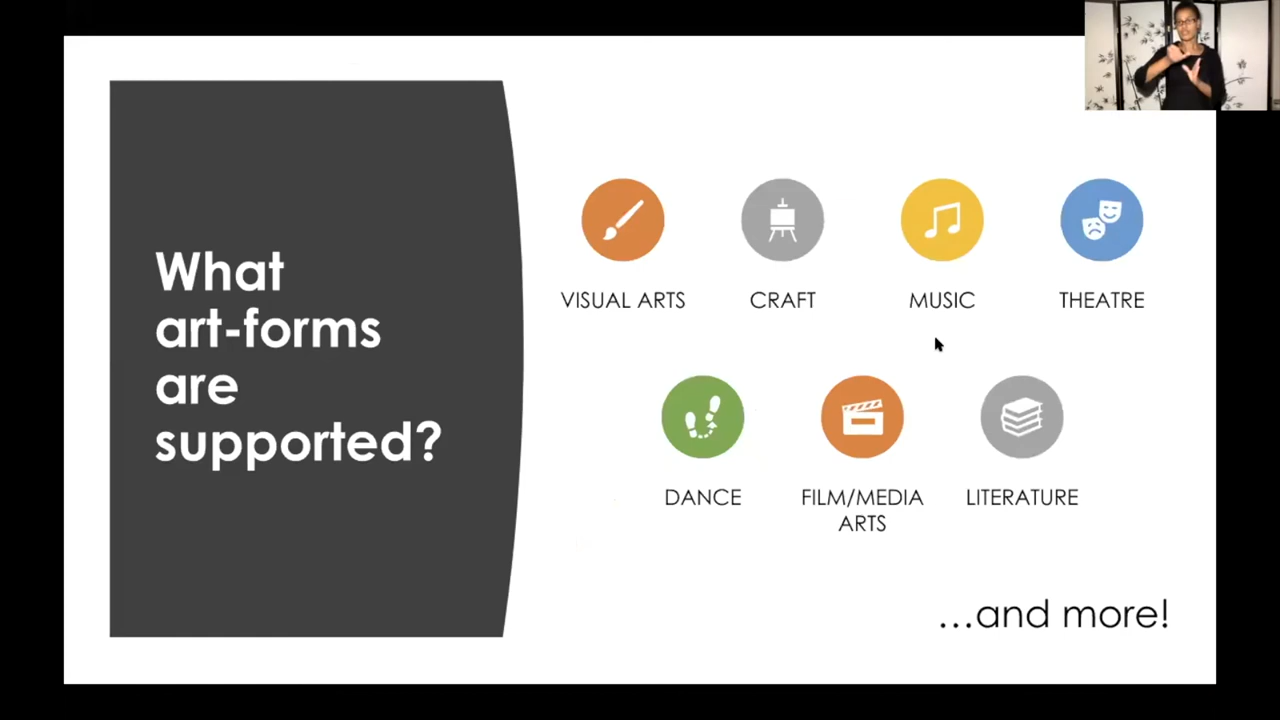 What
art-forms
are
supported?
VISUAL ARTS
CRAFT
MUSIC
THEATRE
DANCE
FILM/MEDIA
ARTS
LITERATURE
...and more!